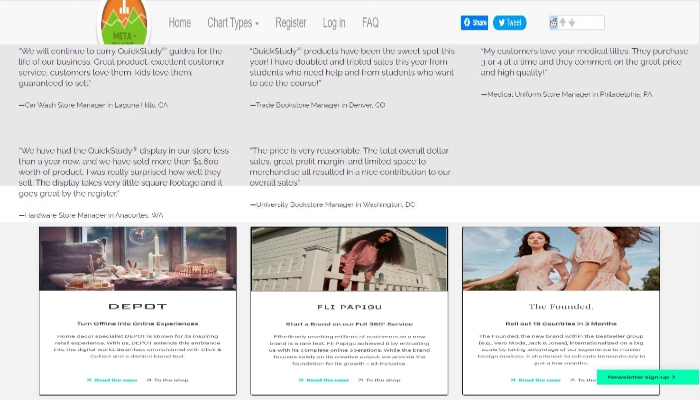 META -
Home
Chart Types
Register
Log in
FAQ
Share
Tweet
"We will continue to carry QuickStudy® guides for the
life of our business. Great product, excellent customer
service, customers love them, kids love them;
guaranteed to sell."
—Car Wash Store Manager in Laguna Hills, CA
"QuickStudy® products have been the sweet spot this
year! I have doubled and tripled sales this year from
students who need help and from students who want
to ace the course!"
—Trade Bookstore Manager in Denver, CO
"My customers love your medical titles. They purchase
3 or 4 at a time and they comment on the great price
and high quality!"
—Medical Uniform Store Manager in Philadelphia, PA
"We have had the QuickStudy® display in our store less
than a year now, and we have sold more than $1,600
worth of product. I was really surprised how well they
sell. The display takes very little square footage and it
goes great by the register."
—Hardware Store Manager in Anacortes, WA
"The price is very reasonable. The total overall dollar
sales, great profit margin, and limited space to
merchandise all resulted in a nice contribution to our
overall sales"
—University Bookstore Manager in Washington, DC
DEPOT
Turn Offline into Online Experiences
Home decor specialist DEPOT is known for its inspiring
retail experience. With us, DEPOT extends this ambience
into the digital world. Seamless omnichannel with Click &
Collect and a distinct brand feel.
Read the case
To the shop
FLI PAPIGU
Start a Brand on our Full 360° Service
Effortlessly reaching millions of customers as a new
brand is a rare feat. Fli Papigu achieved it by entrusting
us with its complete online operations. While the brand
focuses solely on its creative output, we provide the
foundation for its growth – all-inclusive.
Read the case
To the shop
The Founded.
Roll out 19 Countries in 3 Months
The Founded, the new brand within the Bestseller group
(e.g., Vero Moda, Jack & Jones), internationalized on a big
scale by taking advantage of our experience to master
foreign markets. It shortened its roll-outs tremendously to
just a few months.
Read the case
To the
Newsletter sign-up >